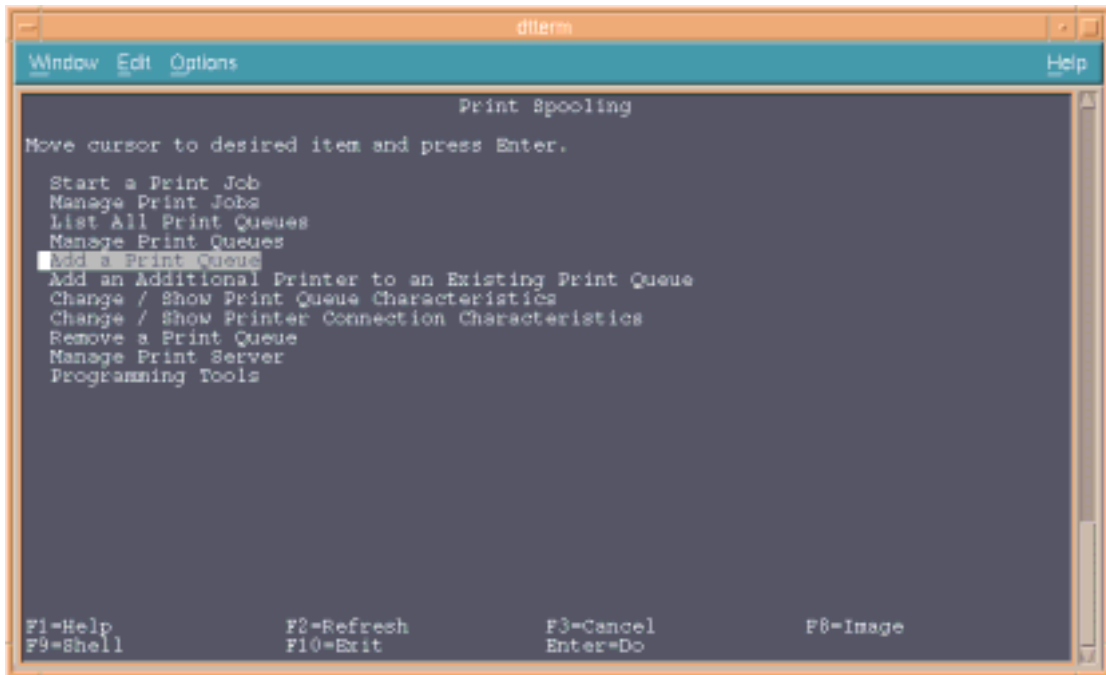 dtterm
Window Edit Options Help
Print Spooling
Move cursor to desired item and press Enter.
Start a Print Job
Manage Print Jobs
List All Print Queues
Manage Print Queues
Add a Print Queue
Add an Additional Printer to an Existing Print Queue
Change / Show Print Queue Characteristics
Change / Show Printer Connection Characteristics
Remove a Print Queue
Manage Print Server
Programming Tools
F1=Help F2=Refresh F3=Cancel F8=Image
F9=Shell F10=Exit Enter=Do